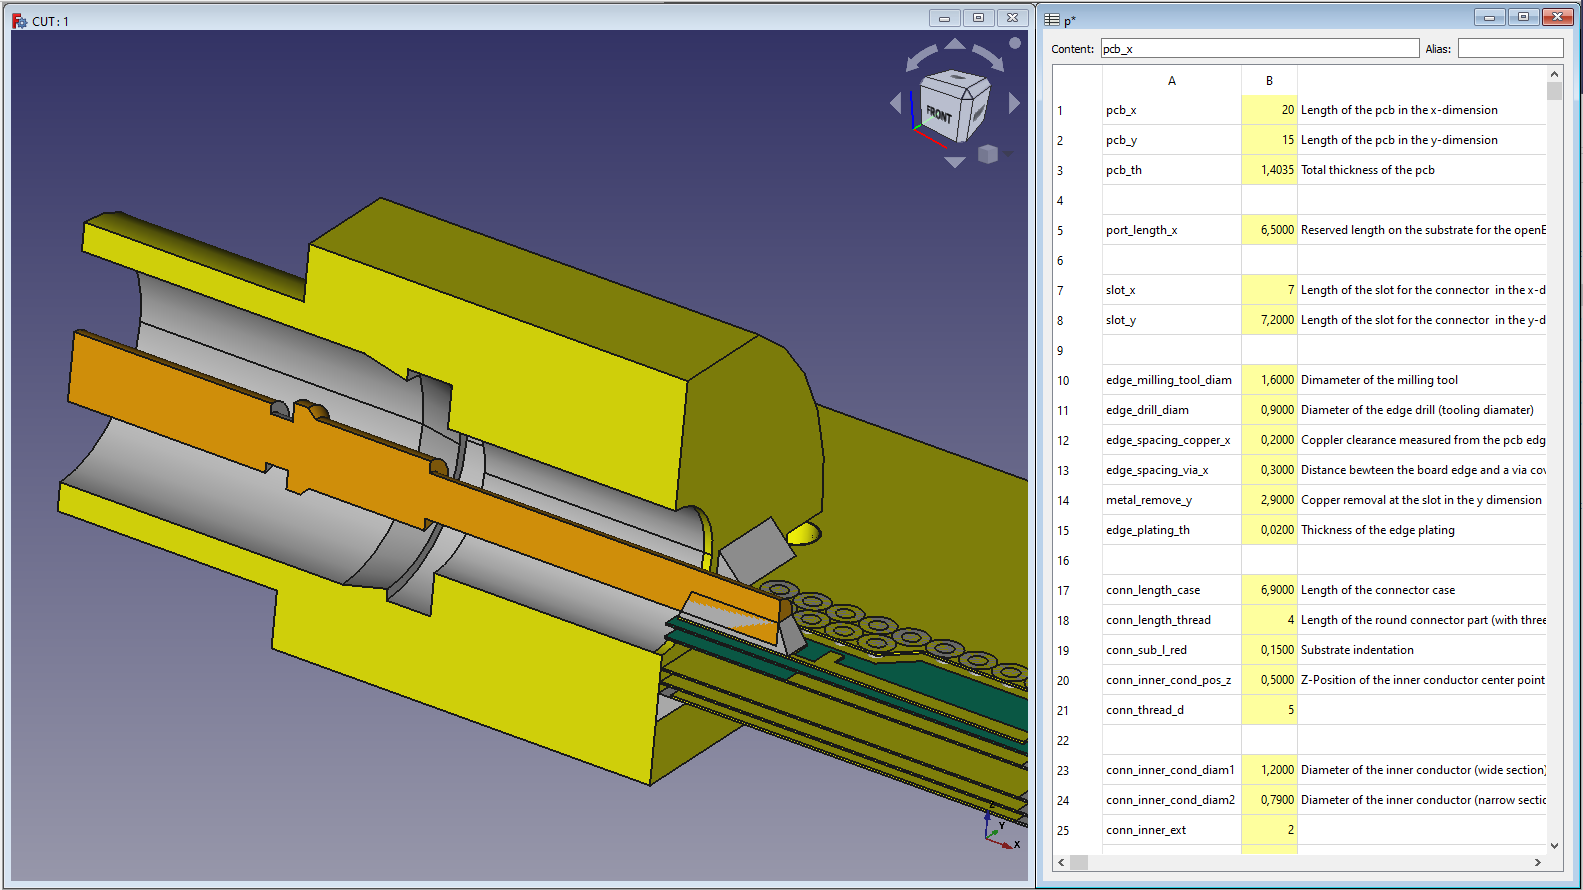 CUT : 1
FRONT
Z
Y
X
p*
Content: pcb_x Alias:
A B
1 pcb_x 20 Length of the pcb in the x-dimension
2 pcb_y 15 Length of the pcb in the y-dimension
3 pcb_th 1,4035 Total thickness of the pcb
4
5 port_length_x 6,5000 Reserved length on the substrate for the openE
6
7 slot_x 7 Length of the slot for the connector in the x-d
8 slot_y 7,2000 Length of the slot for the connector in the y-d
9
10 edge_milling_tool_diam 1,6000 Dimameter of the milling tool
11 edge_drill_diam 0,9000 Diameter of the edge drill (tooling diamater)
12 edge_spacing_copper_x 0,2000 Coppler clearance measured from the pcb edg
13 edge_spacing_via_x 0,3000 Distance bewteen the board edge and a via cov
14 metal_remove_y 2,9000 Copper removal at the slot in the y dimension
15 edge_plating_th 0,0200 Thickness of the edge plating
16
17 conn_length_case 6,9000 Length of the connector case
18 conn_length_thread 4 Length of the round connector part (with three
19 conn_sub_l_red 0,1500 Substrate indentation
20 conn_inner_cond_pos_z 0,5000 Z-Position of the inner conductor center point
21 conn_thread_d 5
22
23 conn_inner_cond_diam1 1,2000 Diameter of the inner conductor (wide section)
24 conn_inner_cond_diam2 0,7900 Diameter of the inner conductor (narrow sectio
25 conn_inner_ext 2